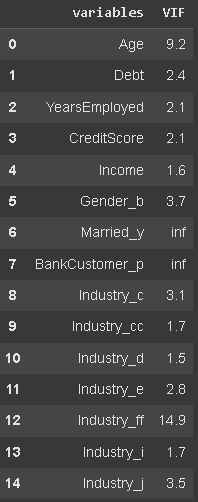 variables VIF
0 Age 9.2
1 Debt 2.4
2 YearsEmployed 2.1
3 CreditScore 2.1
4 Income 1.6
5 Gender_b 3.7
6 Married_y inf
7 BankCustomer_p inf
8 Industry_c 3.1
9 Industry_cc 1.7
10 Industry_d 1.5
11 Industry_e 2.8
12 Industry_ff 14.9
13 Industry_i 1.7
14 Industry_j 3.5